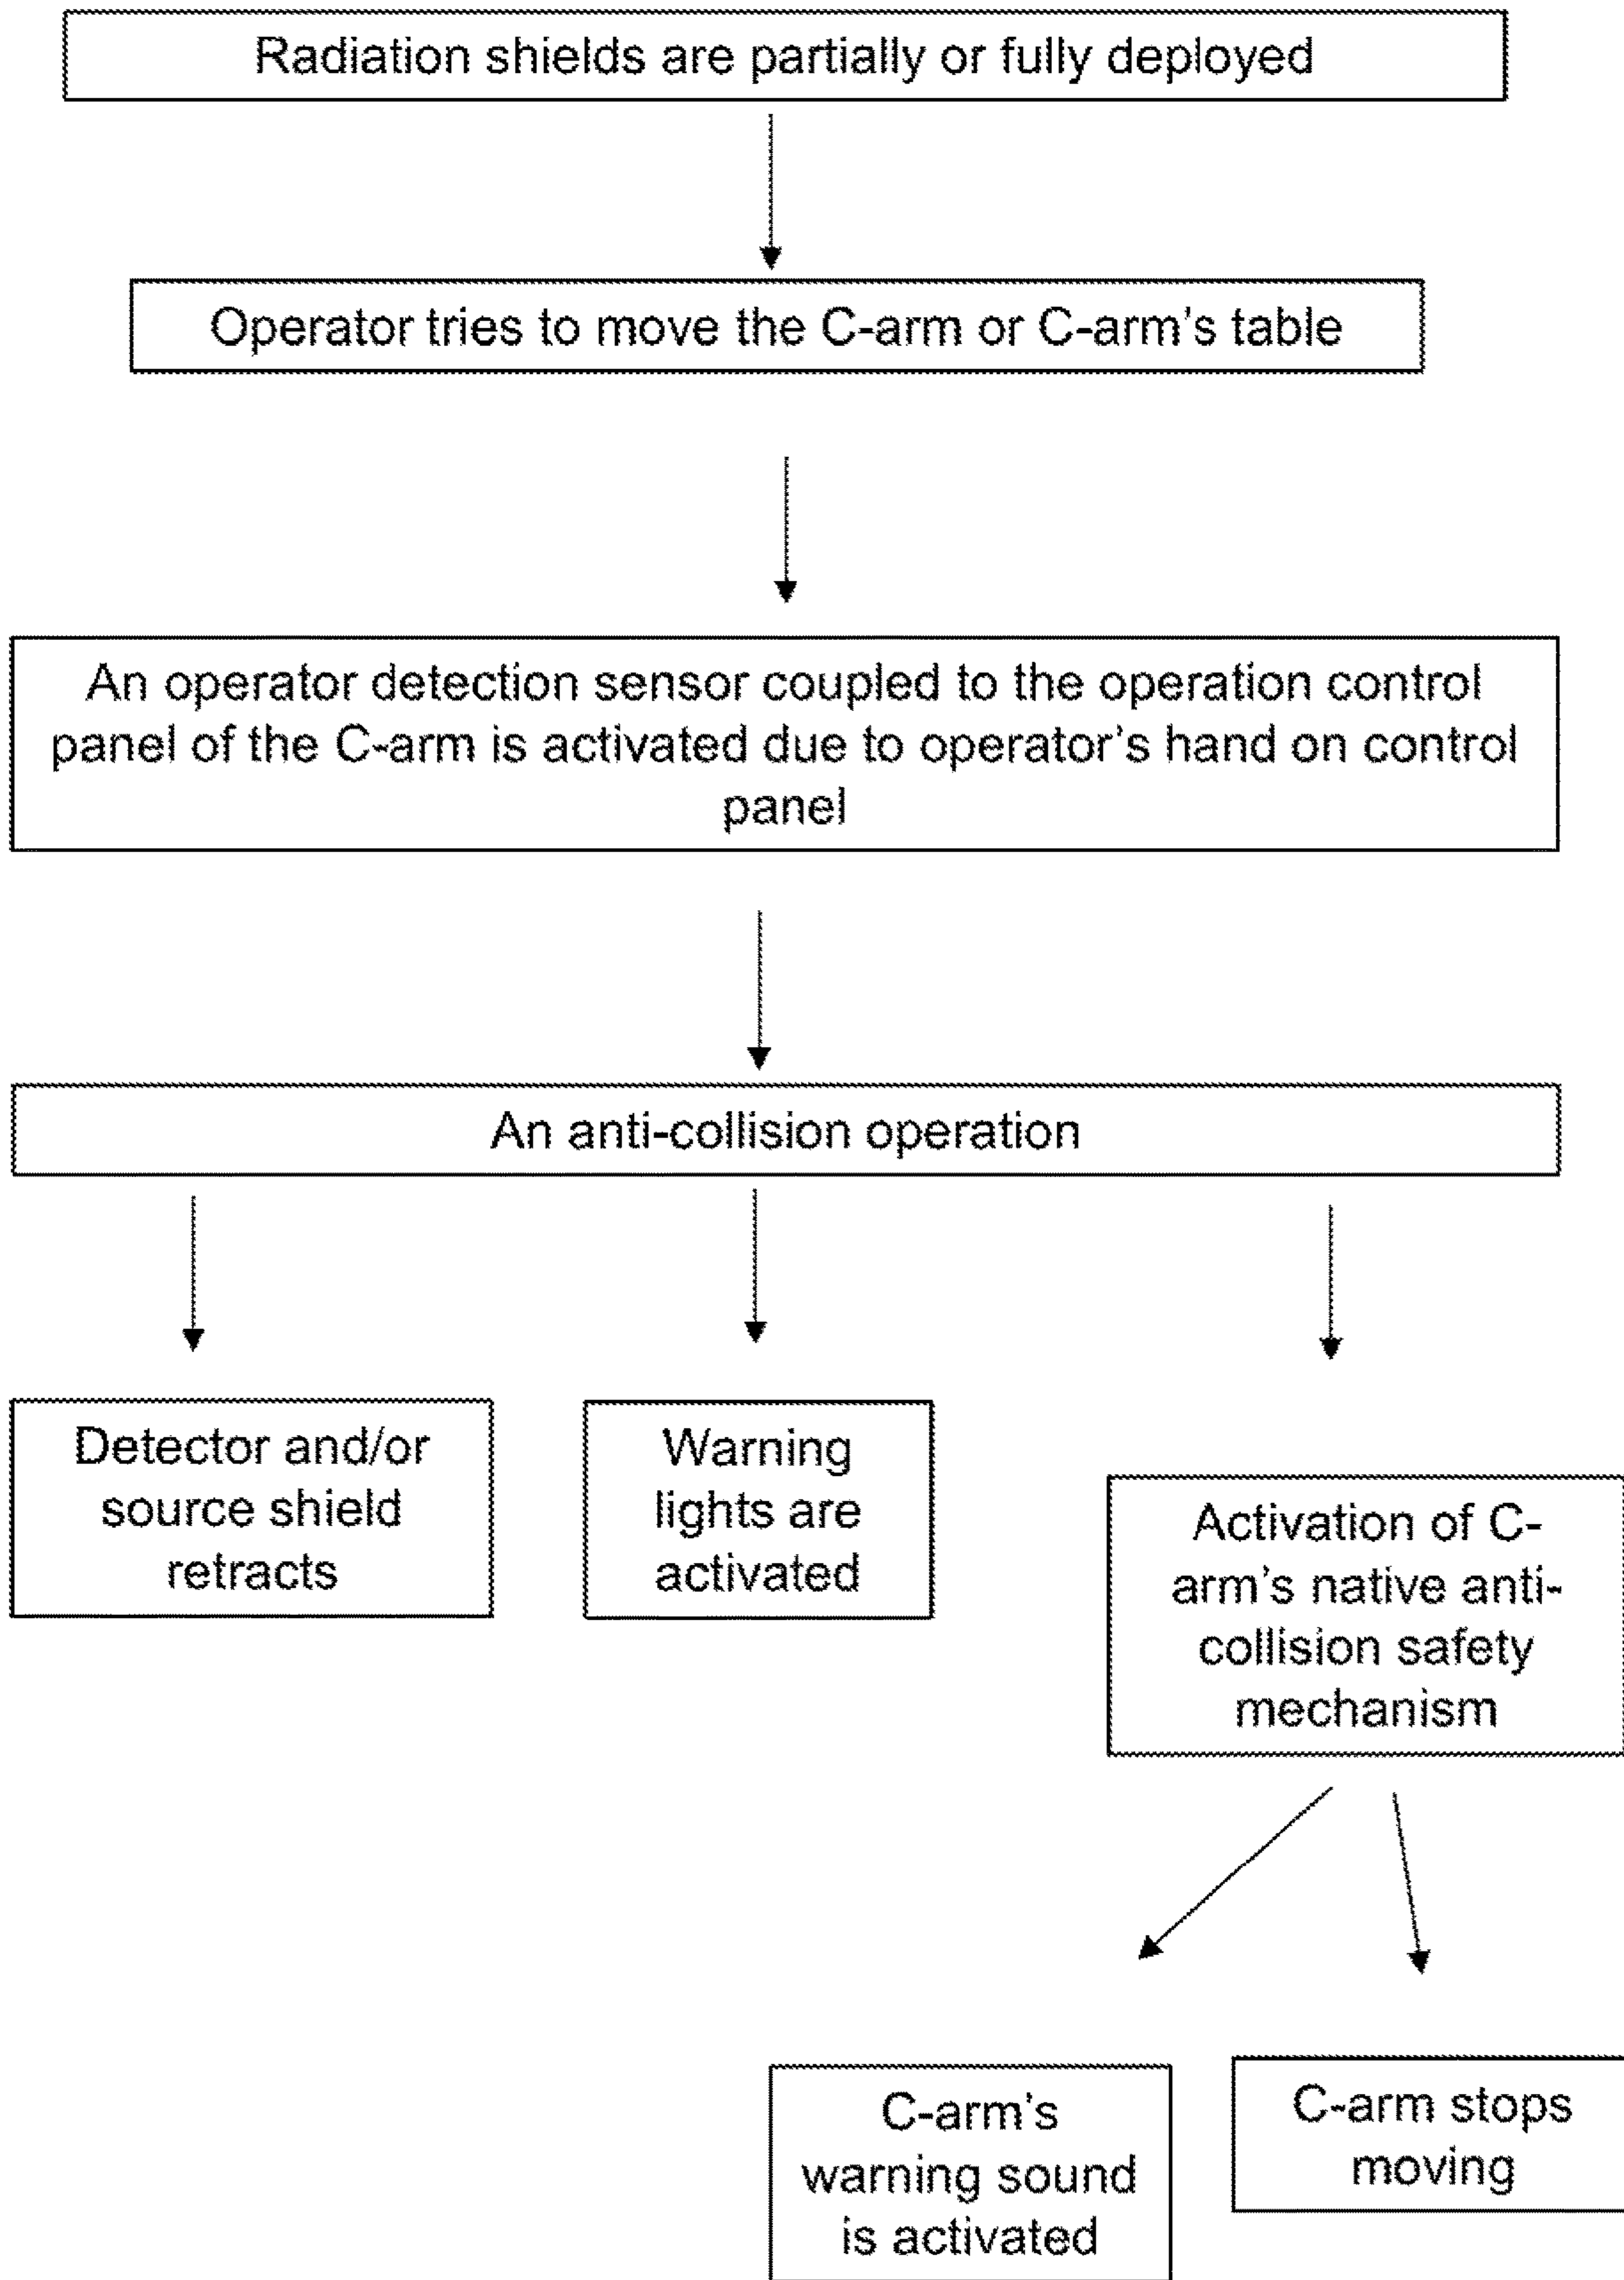 Radiation shields are partially or fully deployed
Operator tries to move the C-arm or C-arm's table
An operator detection sensor coupled to the operation control
panel of the C-arm is activated due to operator's hand on control
panel
An anti-collision operation
Detector and/or
source shield
retracts
Warning
lights are
activated
Activation of C-
arm's native anti-
collision safety
mechanism
C-arm's
warning sound
is activated
C-arm stops
moving